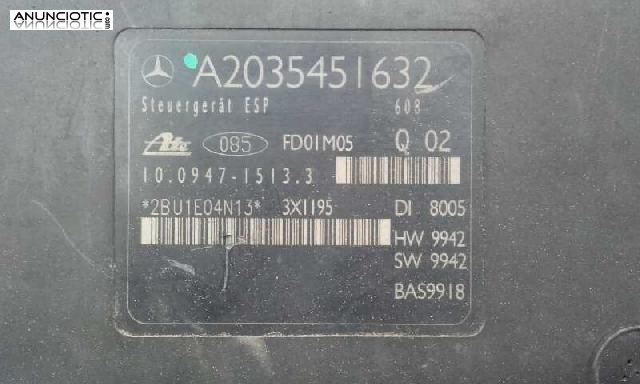 ANUNCIOTIC.com
A2035451632
Steuergerät ESP 608
Ate 085 FD01M05 Q 02
10.0947-1513.3
*2BU1E04N13* 3X1195 DI 8005
HW 9942
SW 9942
BAS9918